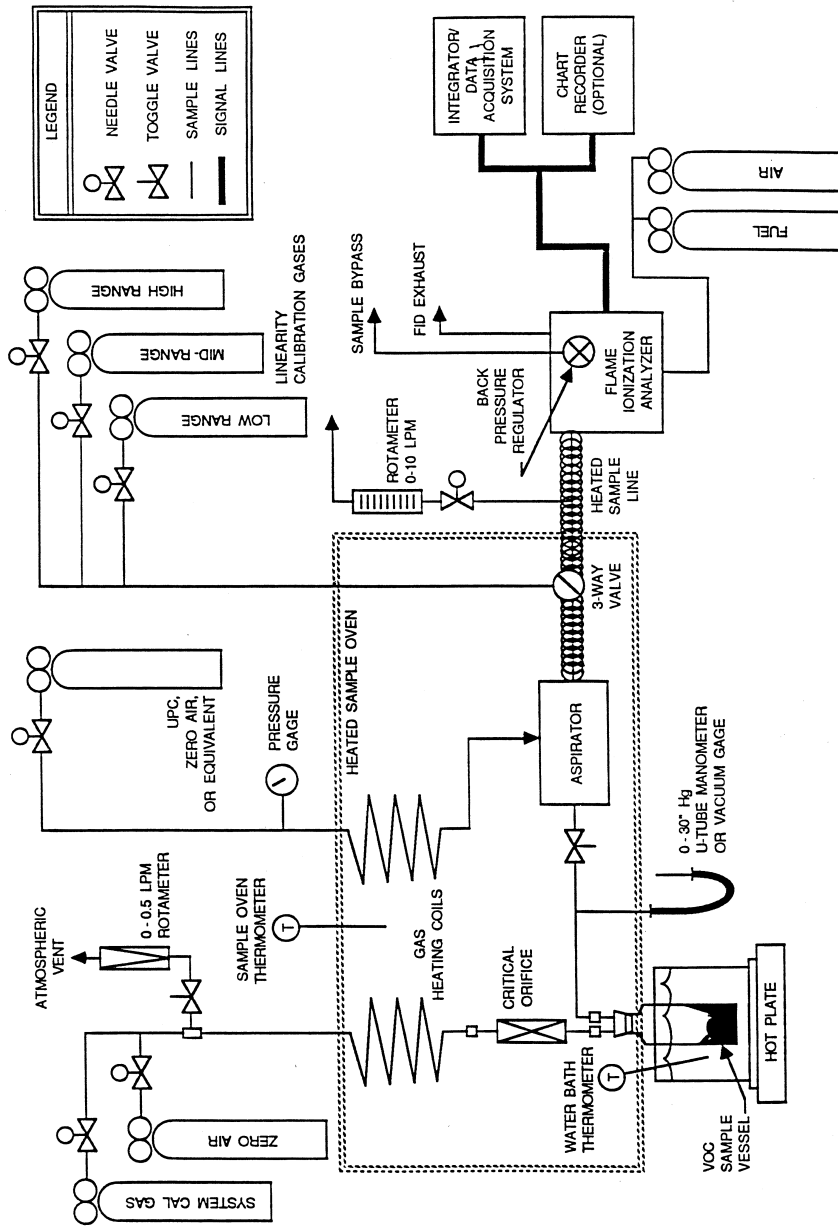 LEGEND
NEEDLE VALVE
TOGGLE VALVE
SAMPLE LINES
SIGNAL LINES
INTEGRATOR/
DATA
ACQUISITION
SYSTEM
CHART
RECORDER
(OPTIONAL)
AIR
FUEL
HIGH RANGE
MID-RANGE
LOW RANGE
LINEARITY
CALIBRATION GASES
SAMPLE BYPASS
FID EXHAUST
BACK
PRESSURE
REGULATOR
FLAME
IONIZATION
ANALYZER
ROTAMETER
0-10 LPM
HEATED
SAMPLE
LINE
3-WAY
VALVE
UPC,
ZERO AIR,
OR EQUIVALENT
PRESSURE
GAGE
HEATED SAMPLE OVEN
ASPIRATOR
0-30" Hg
U-TUBE MANOMETER
OR VACUUM GAGE
ATMOSPHERIC
VENT
0-0.5 LPM
ROTAMETER
SAMPLE OVEN
THERMOMETER
T
GAS
HEATING COILS
CRITICAL
ORIFICE
WATER BATH
THERMOMETER
T
HOT PLATE
VOC
SAMPLE
VESSEL
ZERO AIR
SYSTEM CAL GAS